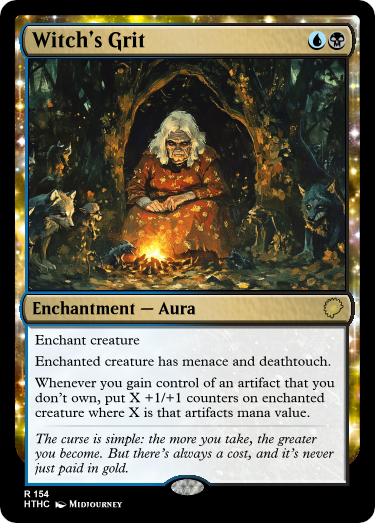 Witch's Grit
Enchantment — Aura
Enchant creature
Enchanted creature has menace and deathtouch.
Whenever you gain control of an artifact that you
don't own, put X +1/+1 counters on enchanted
creature where X is that artifacts mana value.
The curse is simple: the more you take, the greater
you become. But there's always a cost, and it's never
just paid in gold.
R 154
HTHC Midjourney